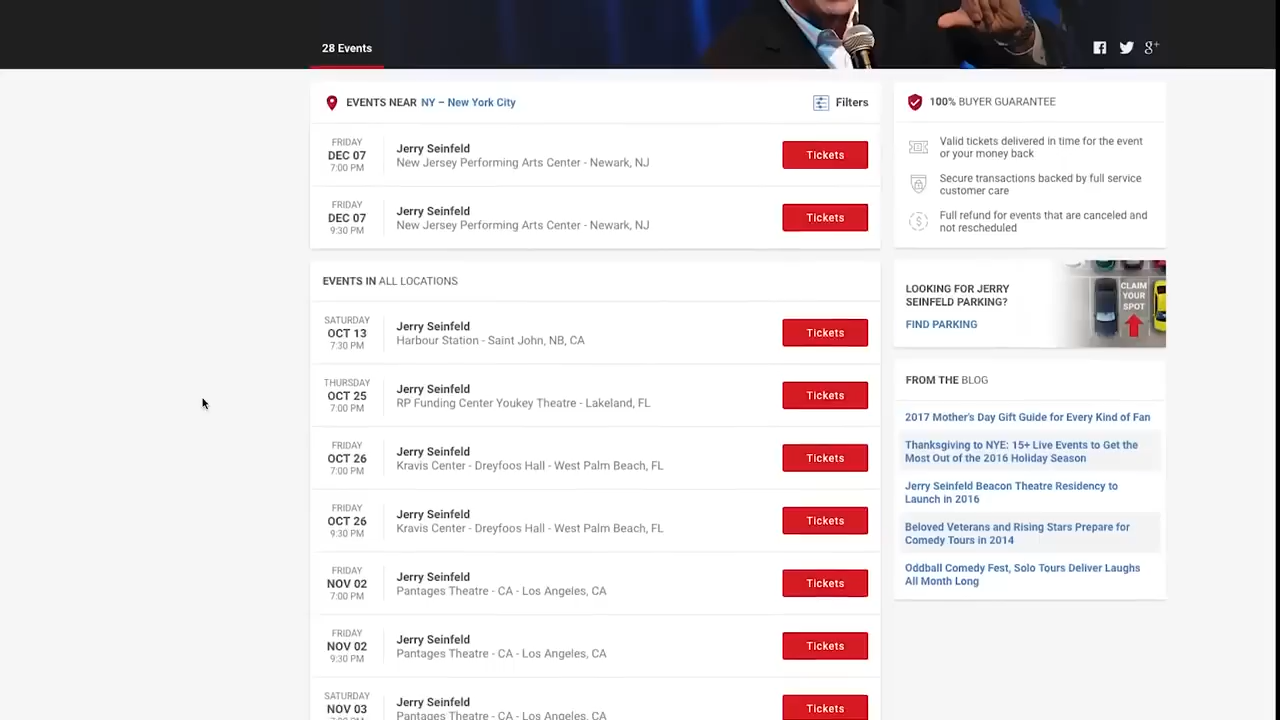 28 Events
g+
EVENTS NEAR NY – New York City
Filters
FRIDAY
DEC 07
7:00 PM
Jerry Seinfeld
New Jersey Performing Arts Center - Newark, NJ
Tickets
FRIDAY
DEC 07
9:30 PM
Jerry Seinfeld
New Jersey Performing Arts Center - Newark, NJ
Tickets
EVENTS IN ALL LOCATIONS
SATURDAY
OCT 13
7:30 PM
Jerry Seinfeld
Harbour Station - Saint John, NB, CA
Tickets
THURSDAY
OCT 25
7:00 PM
Jerry Seinfeld
RP Funding Center Youkey Theatre - Lakeland, FL
Tickets
FRIDAY
OCT 26
7:00 PM
Jerry Seinfeld
Kravis Center - Dreyfoos Hall - West Palm Beach, FL
Tickets
FRIDAY
OCT 26
9:30 PM
Jerry Seinfeld
Kravis Center - Dreyfoos Hall - West Palm Beach, FL
Tickets
FRIDAY
NOV 02
7:00 PM
Jerry Seinfeld
Pantages Theatre - CA - Los Angeles, CA
Tickets
FRIDAY
NOV 02
9:30 PM
Jerry Seinfeld
Pantages Theatre - CA - Los Angeles, CA
Tickets
SATURDAY
NOV 03
Jerry Seinfeld
Pantages Theatre - CA - Los Angeles, CA
Tickets
100% BUYER GUARANTEE
Valid tickets delivered in time for the event
or your money back
Secure transactions backed by full service
customer care
Full refund for events that are canceled and
not rescheduled
LOOKING FOR JERRY
SEINFELD PARKING?
FIND PARKING
CLAIM
YOUR
SPOT
FROM THE BLOG
2017 Mother's Day Gift Guide for Every Kind of Fan
Thanksgiving to NYE: 15+ Live Events to Get the
Most Out of the 2016 Holiday Season
Jerry Seinfeld Beacon Theatre Residency to
Launch in 2016
Beloved Veterans and Rising Stars Prepare for
Comedy Tours in 2014
Oddball Comedy Fest, Solo Tours Deliver Laughs
All Month Long